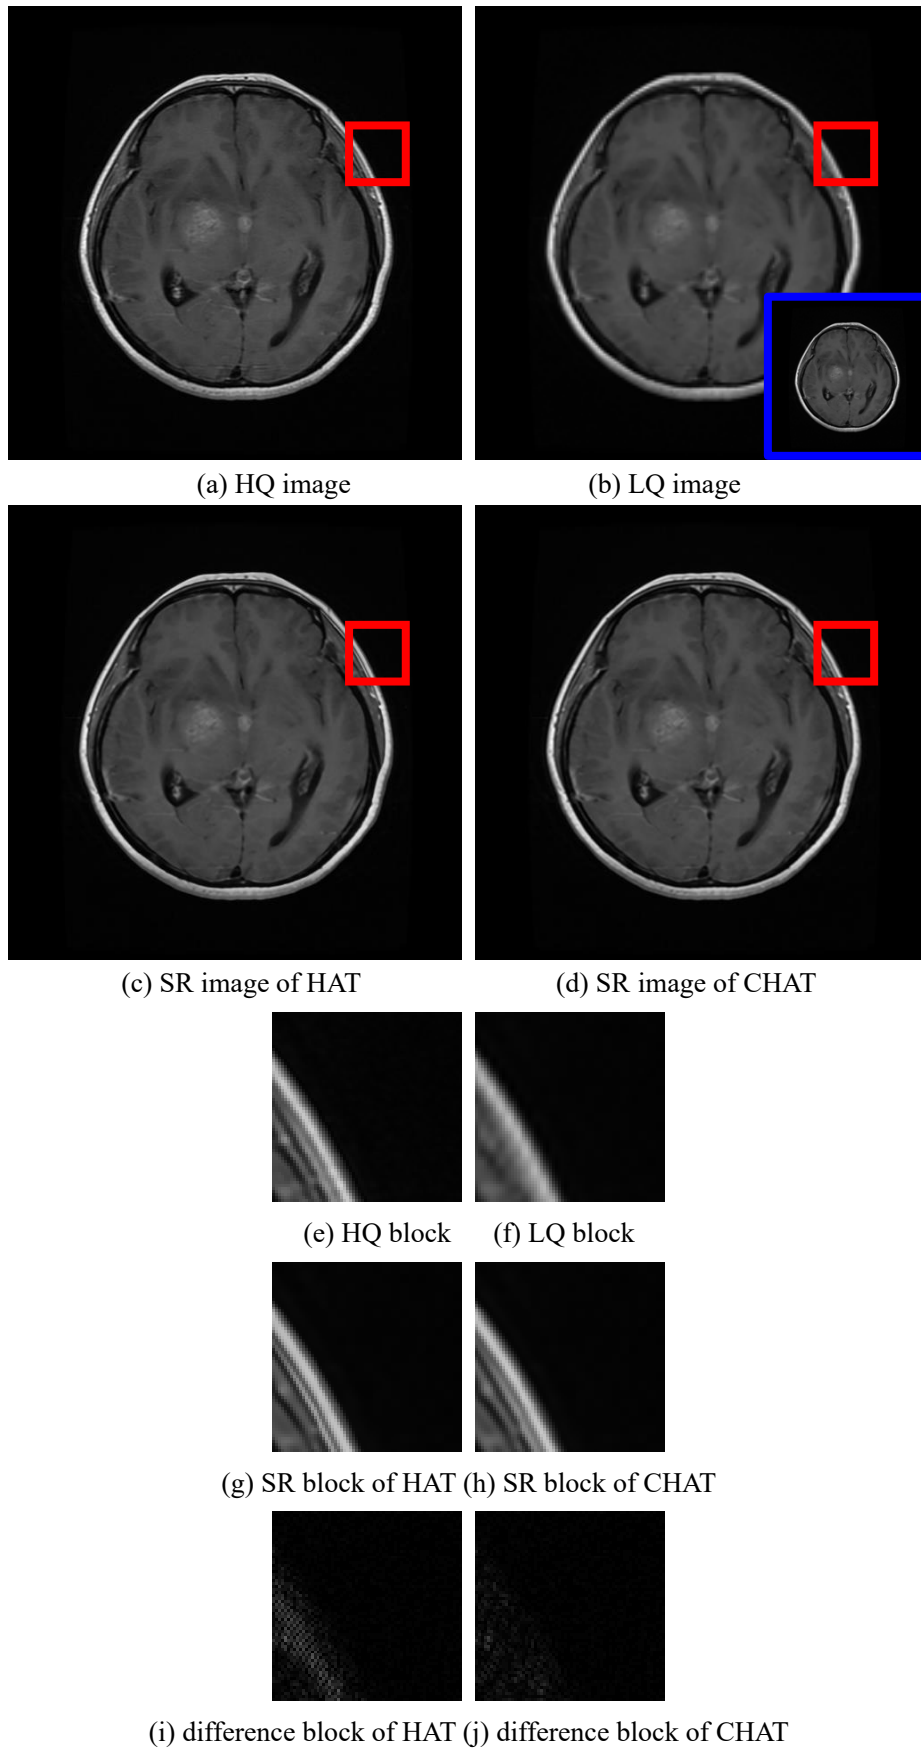 (a) HQ image
(b) LQ image
(c) SR image of HAT
(d) SR image of CHAT
(e) HQ block
(f) LQ block
(g) SR block of HAT
(h) SR block of CHAT
(i) difference block of HAT
(j) difference block of CHAT